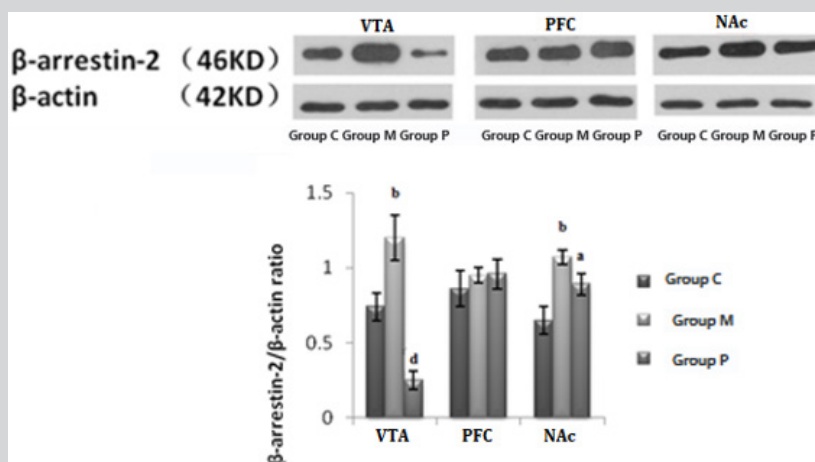 VTA PFC NAc
β-arrestin-2 (46KD)
β-actin (42KD)
Group C Group M Group P Group C Group M Group P Group C Group M Group P
1.5
1
0.5
0
β-arrestin-2/β-actin ratio
b
d
b
a
VTA PFC NAc
Group C
Group M
Group P